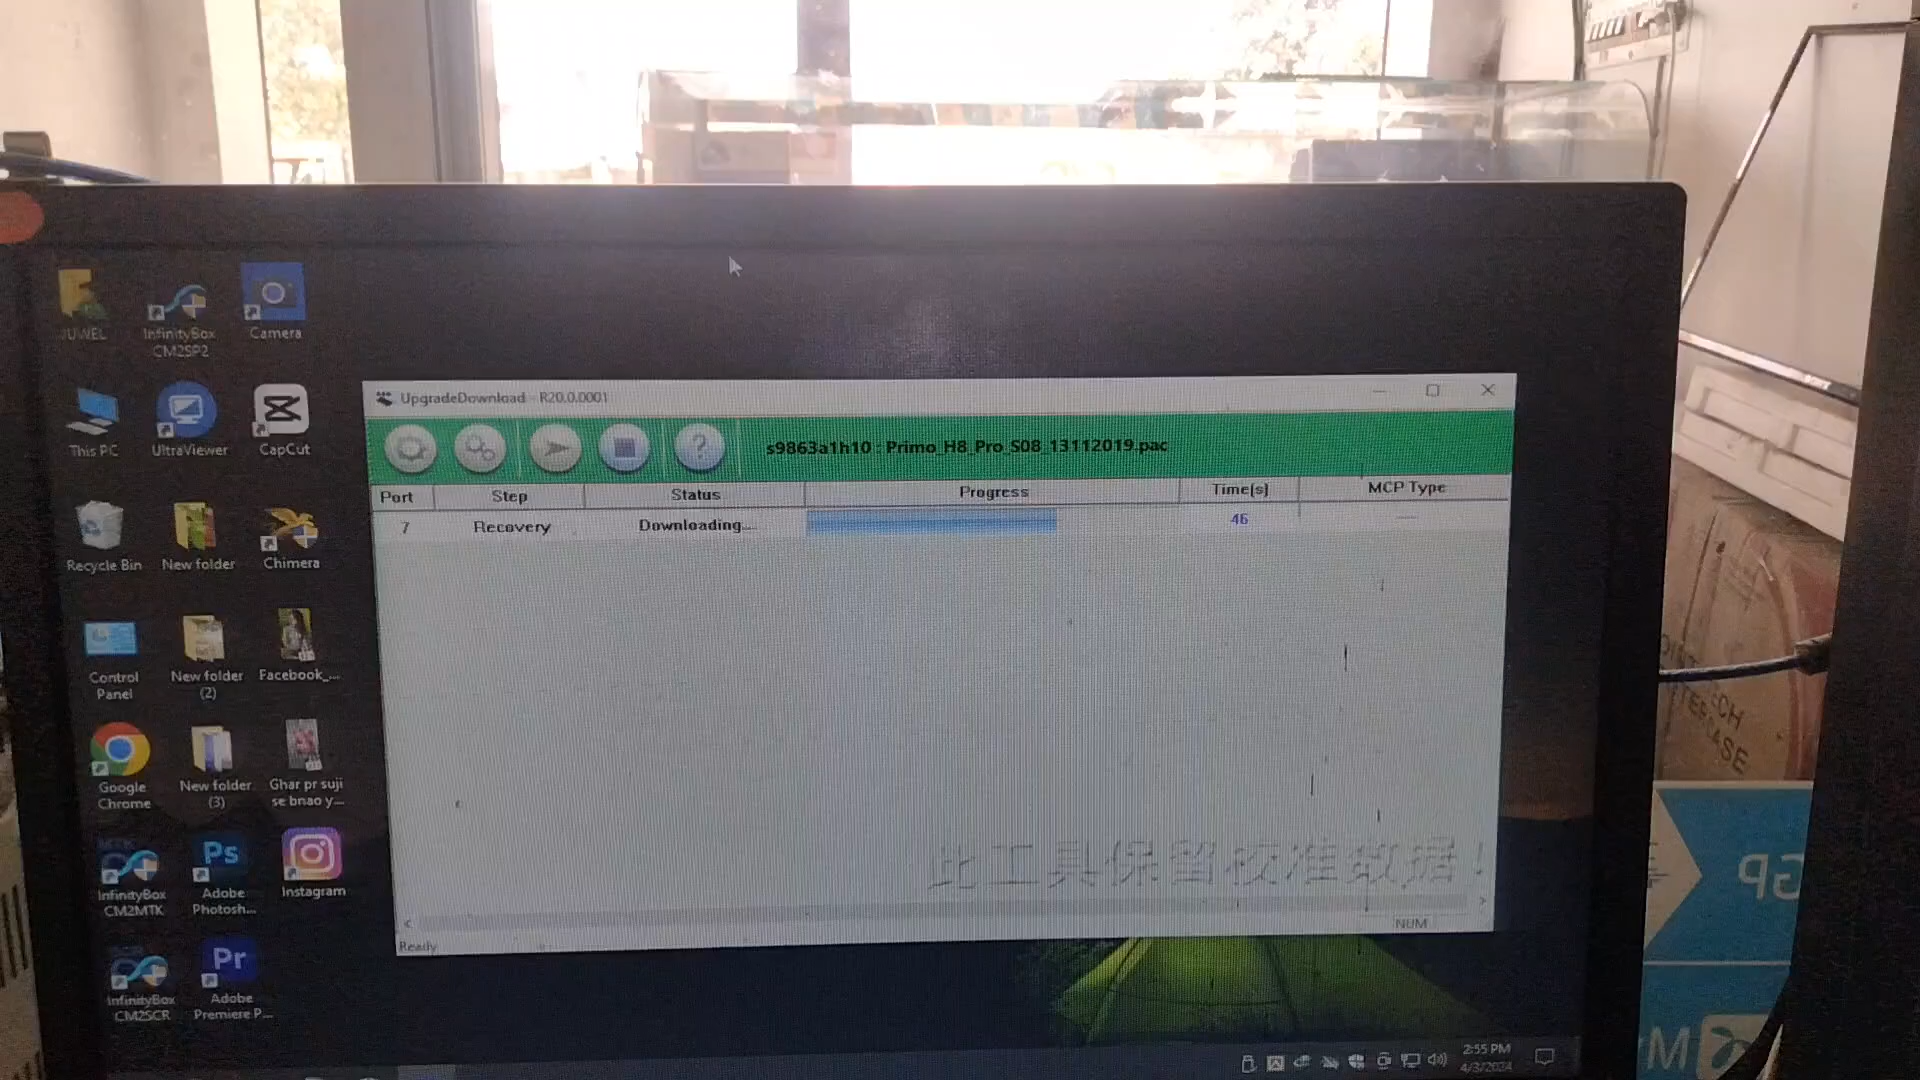 JUWEL
InfinityBox
CM2SP2
Camera
This PC
UltraViewer
CapCut
Recycle Bin
New folder
Chimera
Control
Panel
New folder
(2)
Facebook_...
Google
Chrome
New folder
(3)
Ghar pr suji
se bnao y...
InfinityBox
CM2MTK
Ps
Adobe
Photosh...
Instagram
InfinityBox
CM2SCR
Pr
Adobe
Premiere P...
UpgradeDownload - R20.0.0001
s9863a1h10 : Primo_H8_Pro_S08_13112019.pac
Port Step Status Progress Time(s) MCP Type
7 Recovery Downloading... 46
此工具保留校准数据！
Ready
NUM
2:55 PM
4/3/2024
GP
M